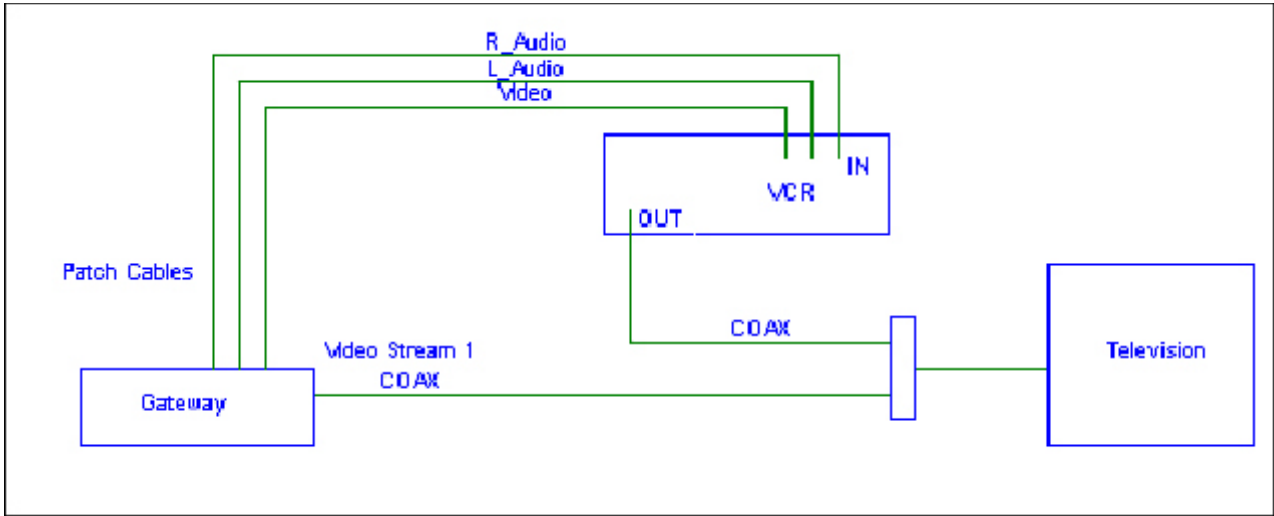 R_Audio
L_Audio
Video
IN
VCR
OUT
Patch Cables
COAX
Video Stream 1
COAX
Television
Gateway